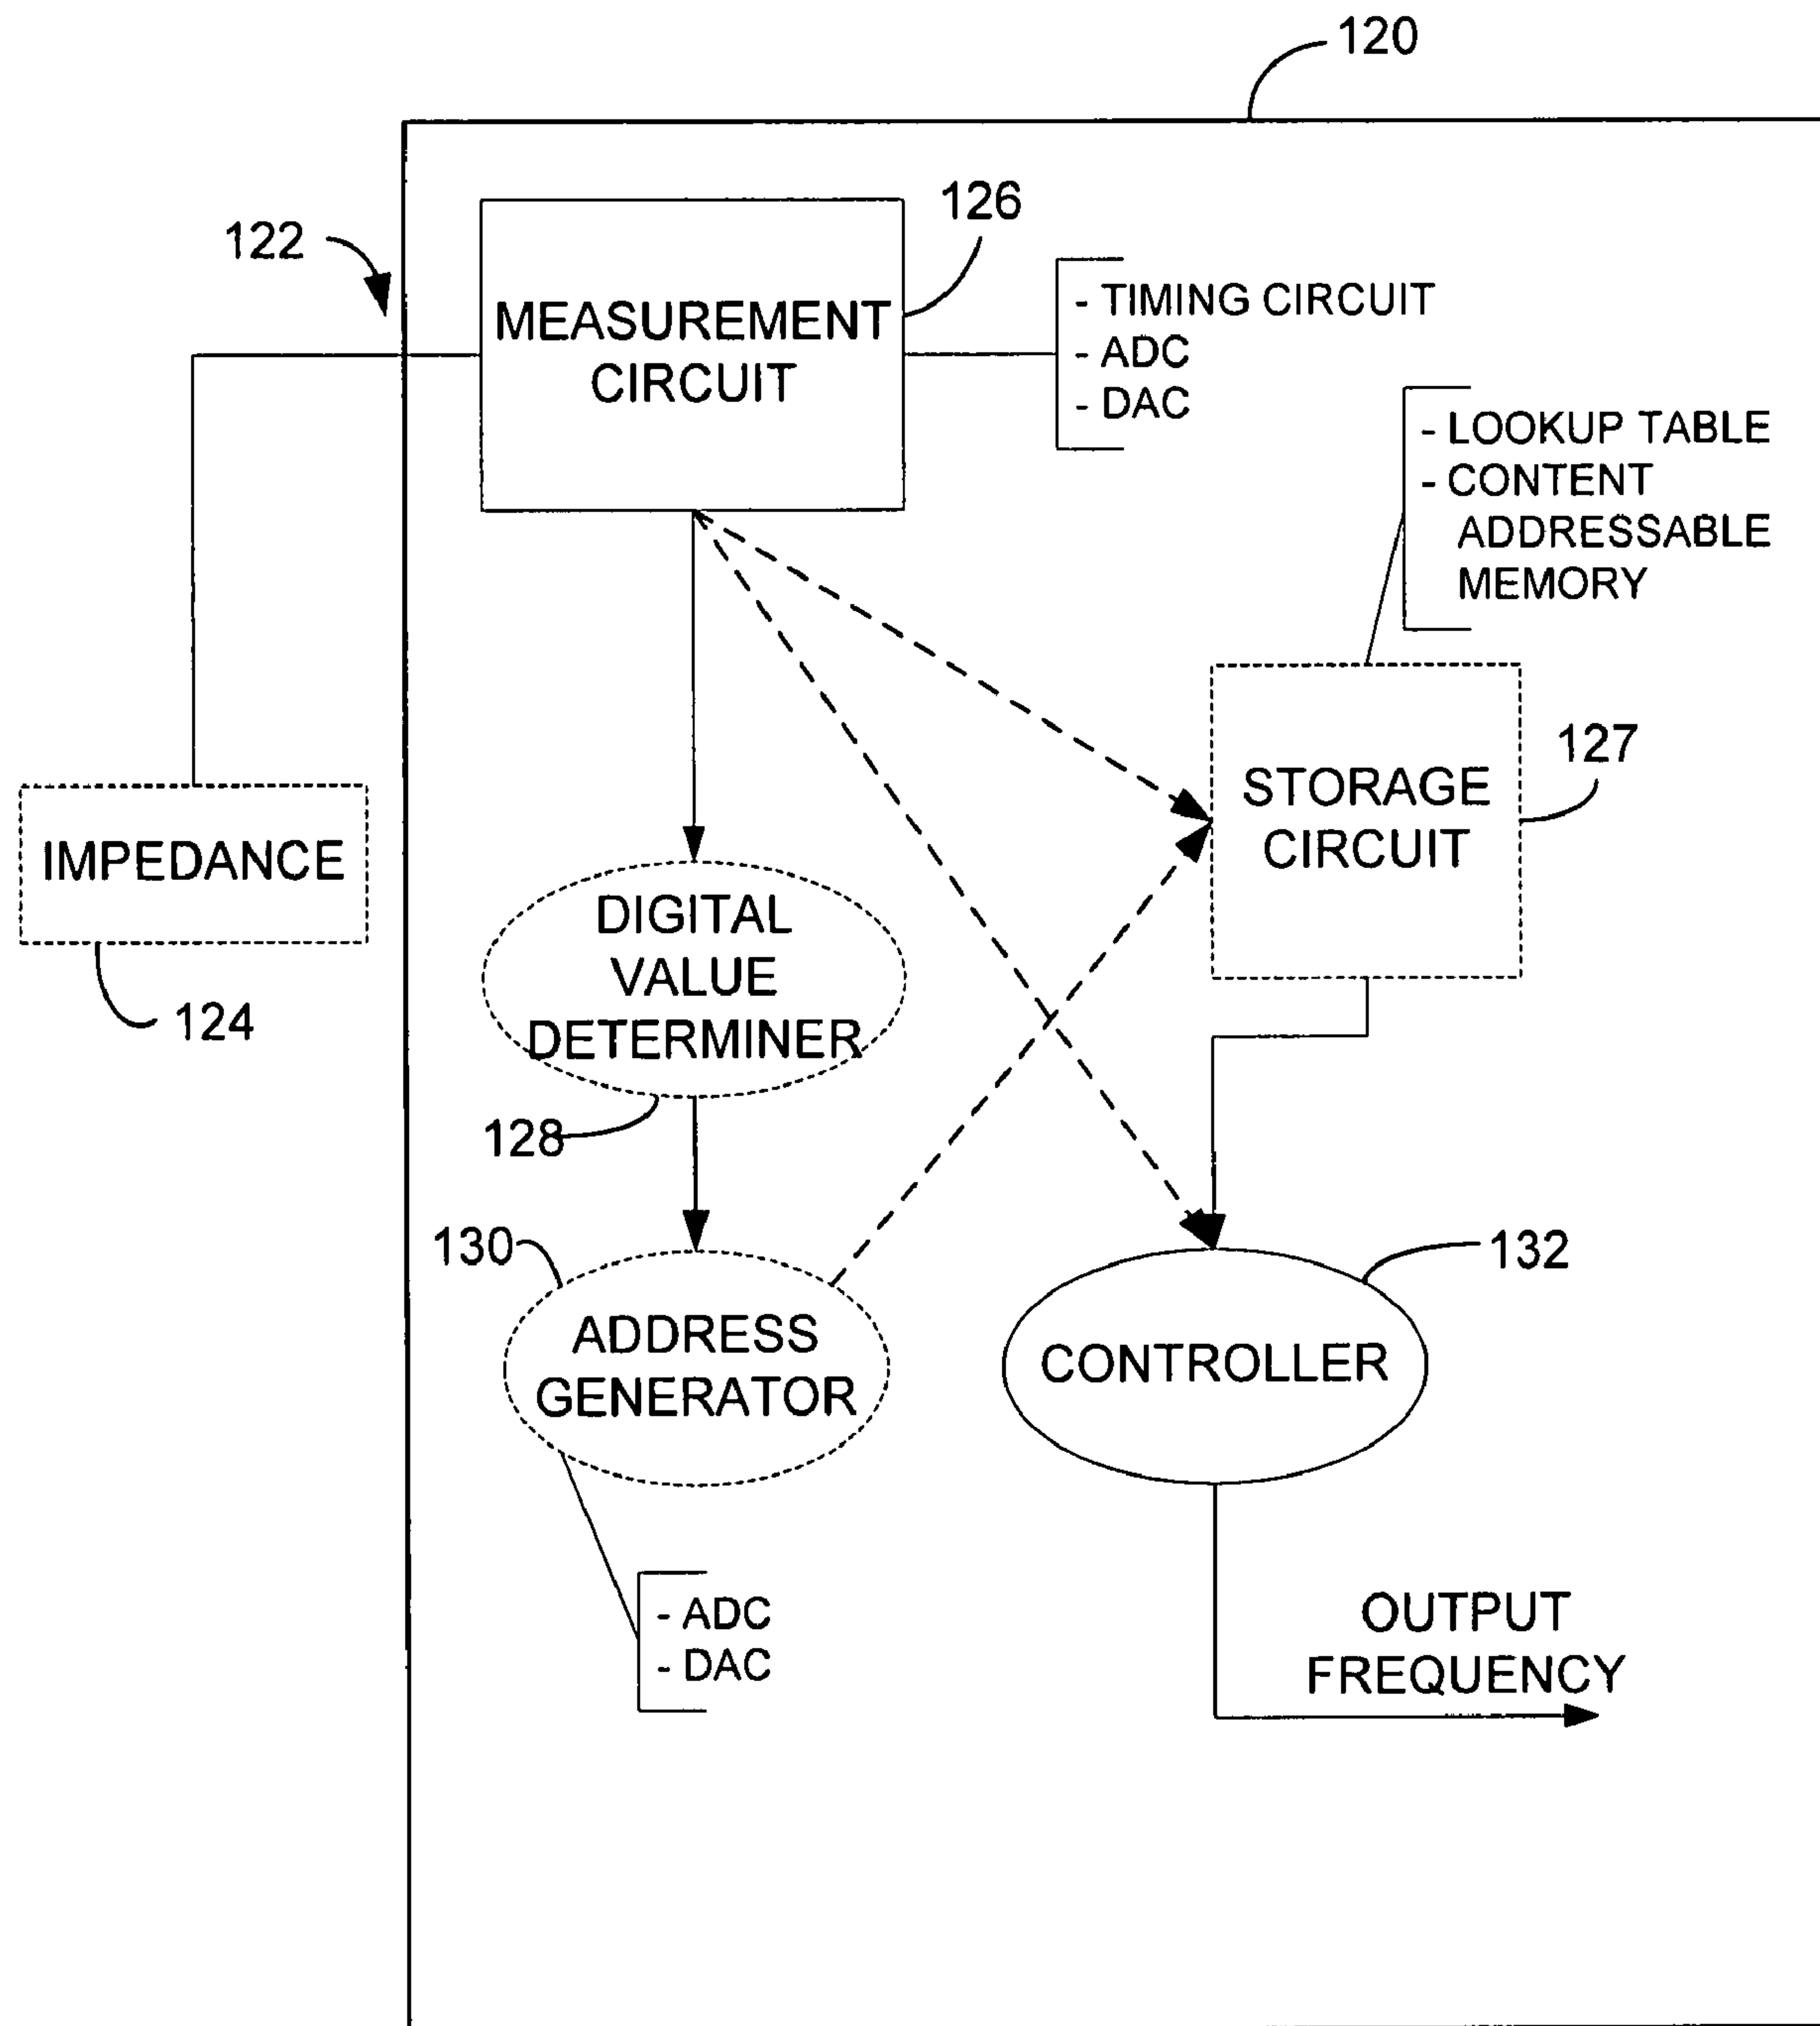 120
126
122
MEASUREMENT
CIRCUIT
- TIMING CIRCUIT
- ADC
- DAC
- LOOKUP TABLE
- CONTENT
ADDRESSABLE
MEMORY
127
STORAGE
CIRCUIT
IMPEDANCE
124
DIGITAL
VALUE
DETERMINER
128
130
132
ADDRESS
GENERATOR
CONTROLLER
- ADC
- DAC
OUTPUT
FREQUENCY